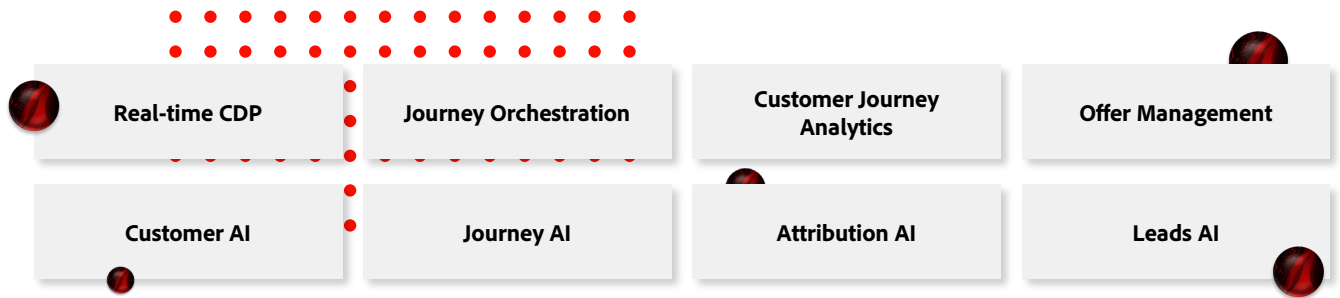 Real-time CDP
Journey Orchestration
Customer Journey
Analytics
Offer Management
Customer AI
Journey AI
Attribution AI
Leads AI